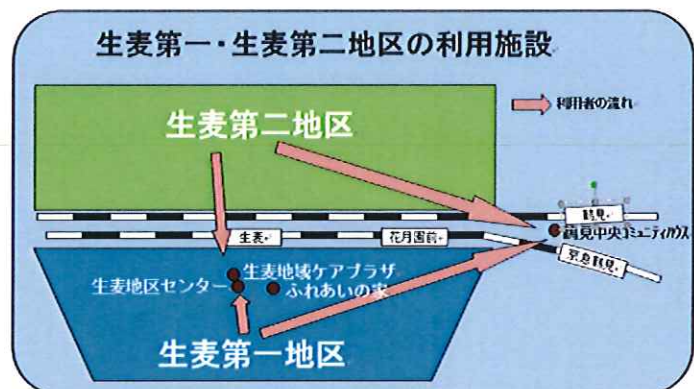 生麦第一・生麦第二地区の利用施設
生麦第二地区
利用者の流れ
鶴見
鶴見中央コミュニティハウス
生麦
花月園前
京急鶴見
生麦地域ケアプラザ
生麦地区センター
ふれあいの家
生麦第一地区